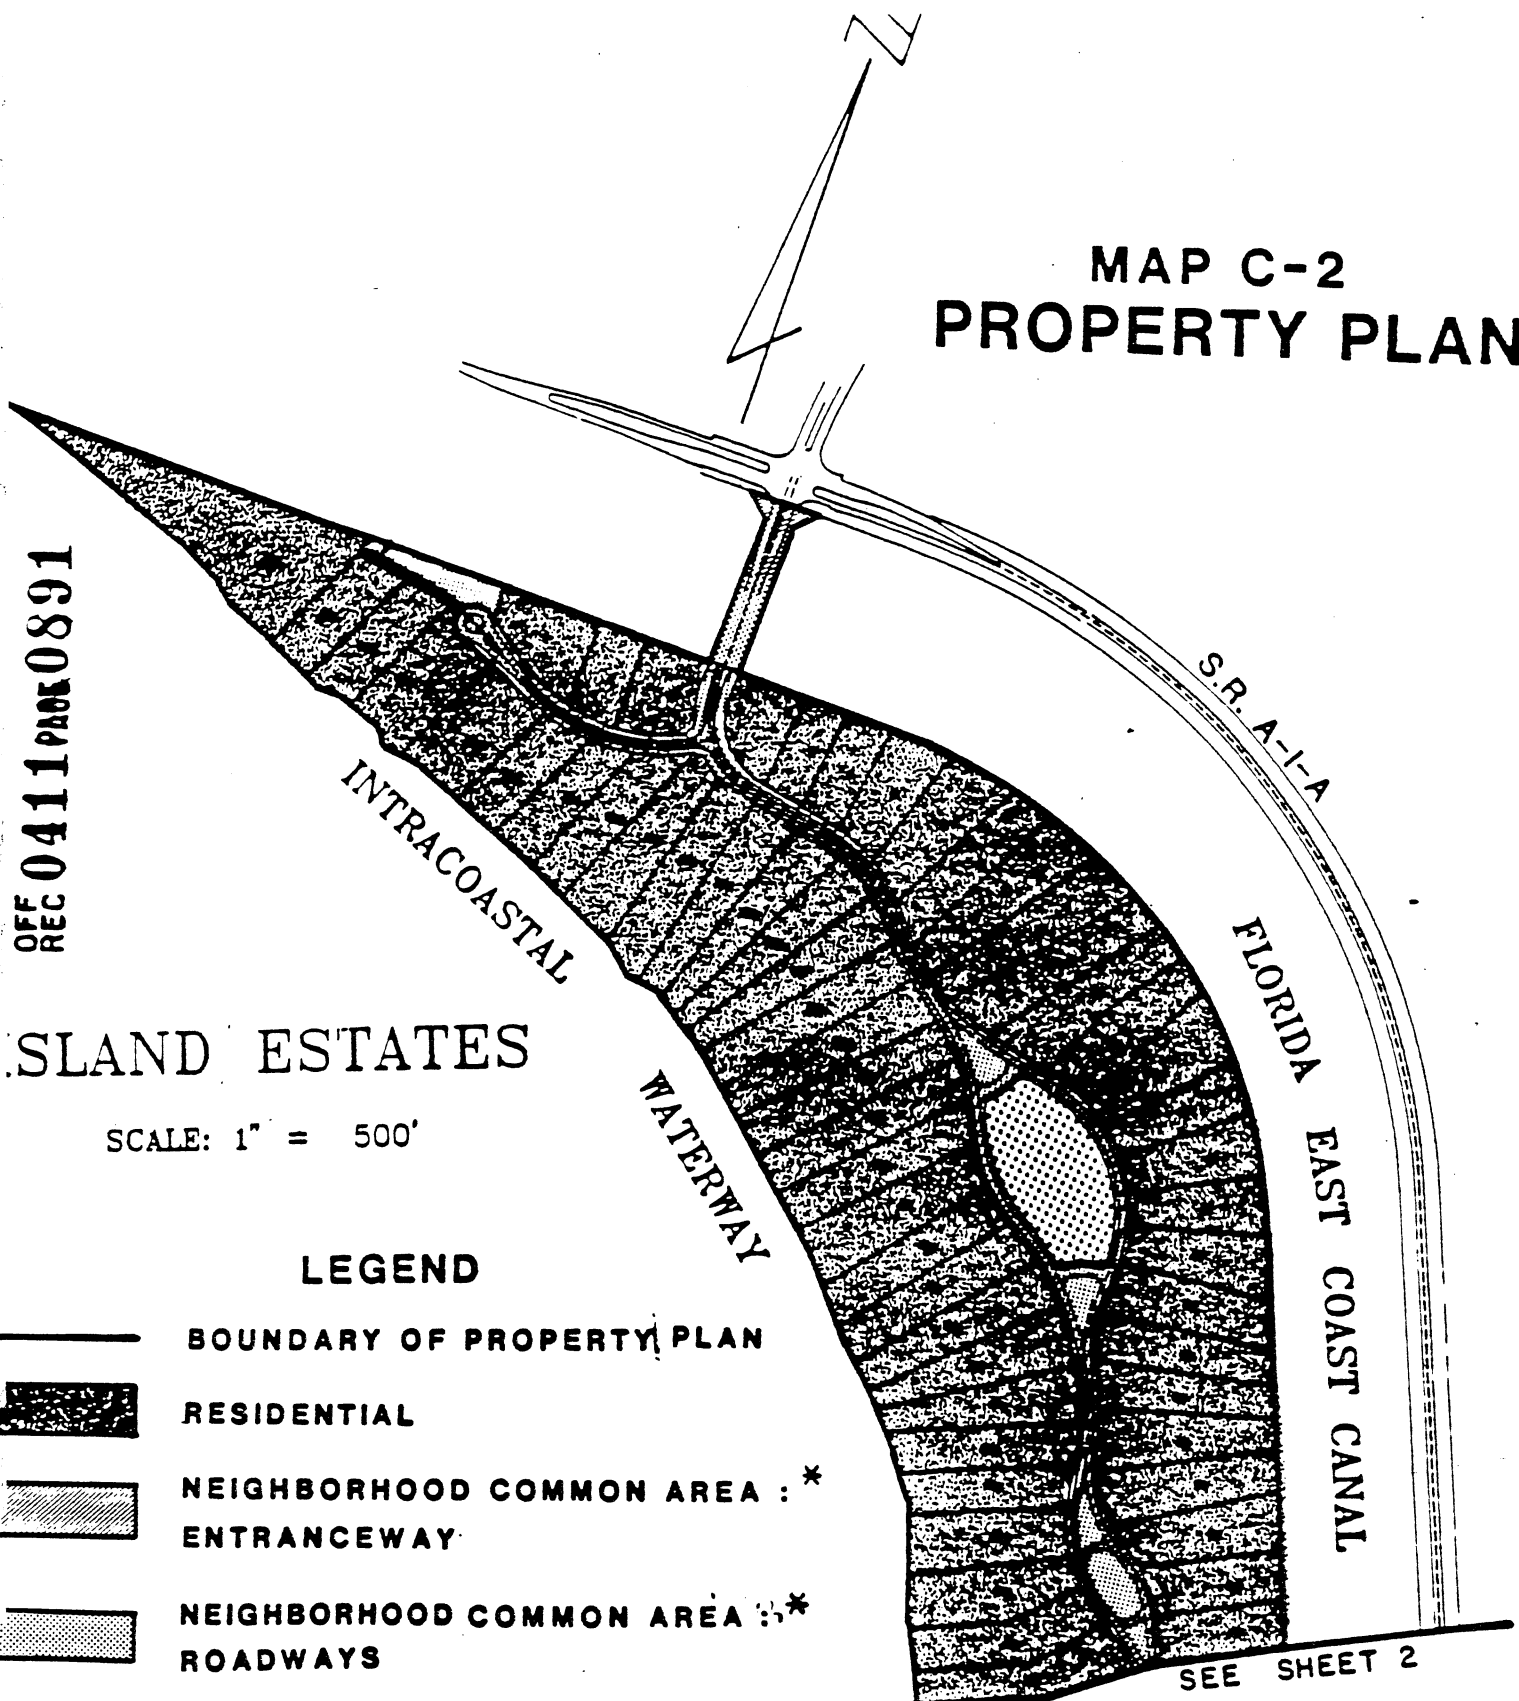 N
MAP C-2
PROPERTY PLAN
OFF
REC 0411 PAGE 0891
S.R. A-1-A
INTRACOASTAL
WATERWAY
FLORIDA EAST COAST CANAL
SLAND ESTATES
SCALE: 1" = 500'
LEGEND
BOUNDARY OF PROPERTY PLAN
RESIDENTIAL
NEIGHBORHOOD COMMON AREA : *
ENTRANCEWAY
NEIGHBORHOOD COMMON AREA : *
ROADWAYS
SEE SHEET 2